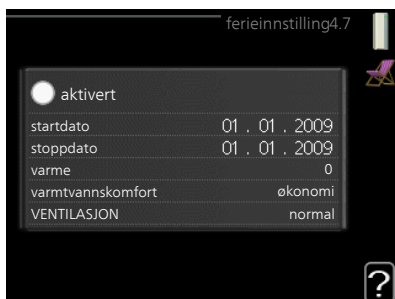 ferieinnstilling4.7
aktivert
startdato 01 . 01 . 2009
stoppdato 01 . 01 . 2009
varme 0
varmtvannskomfort økonomi
VENTILASJON normal
?